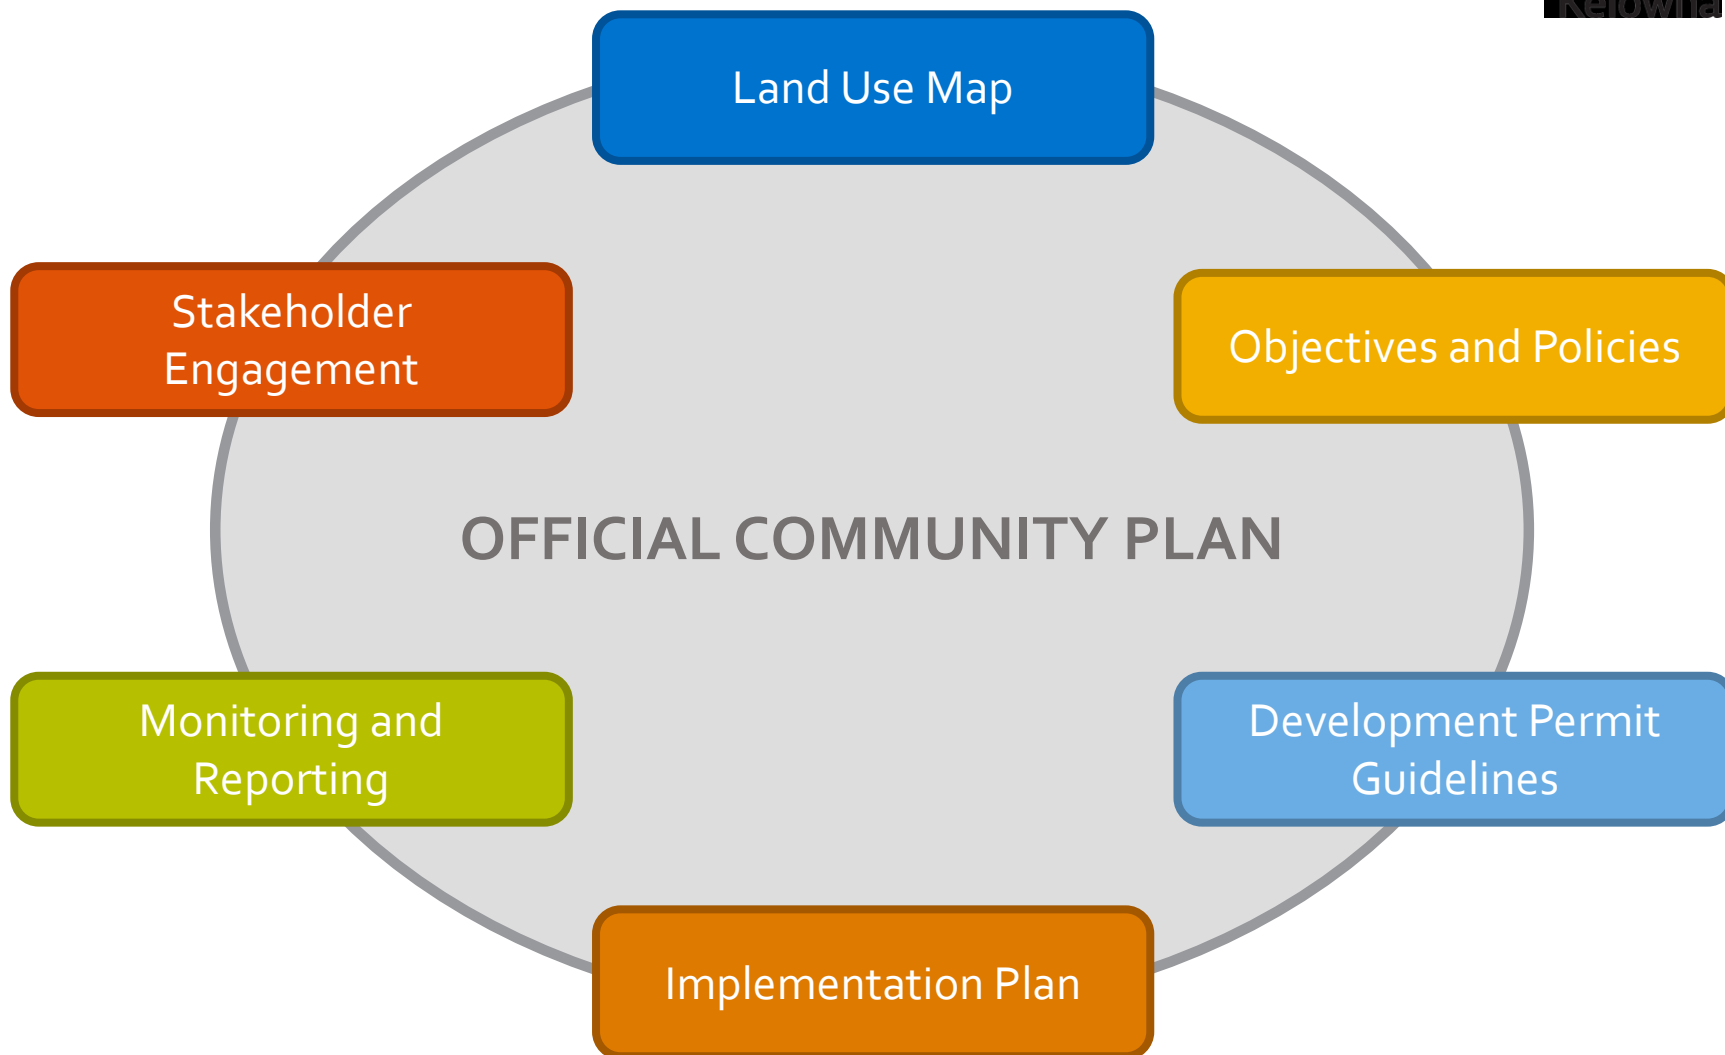 Kelowna
Land Use Map
Stakeholder
Engagement
Objectives and Policies
OFFICIAL COMMUNITY PLAN
Monitoring and
Reporting
Development Permit
Guidelines
Implementation Plan